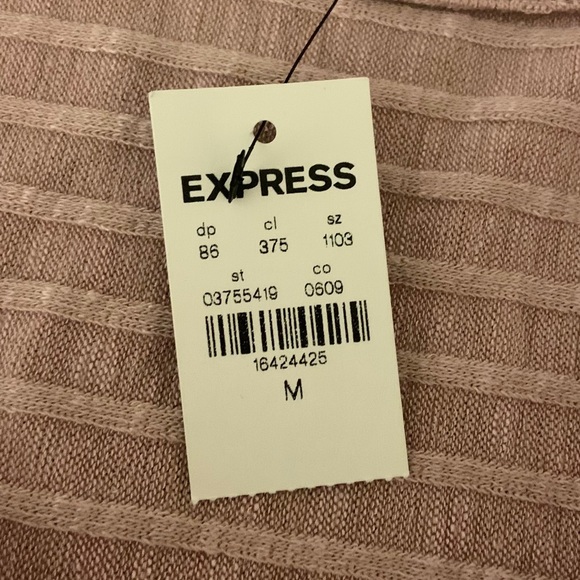 EXPRESS
dp cl sz
86 375 1103
st co
03755419 0609
16424425
M